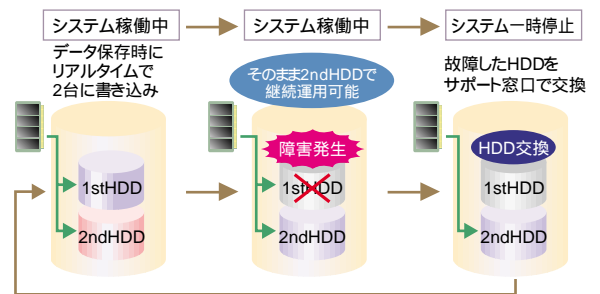 システム稼働中
システム稼働中
システム一時停止
データ保存時に
リアルタイムで
2台に書き込み
そのまま2ndHDDで
継続運用可能
故障したHDDを
サポート窓口で交換
障害発生
HDD交換
1stHDD
1stHDD
1stHDD
2ndHDD
2ndHDD
2ndHDD